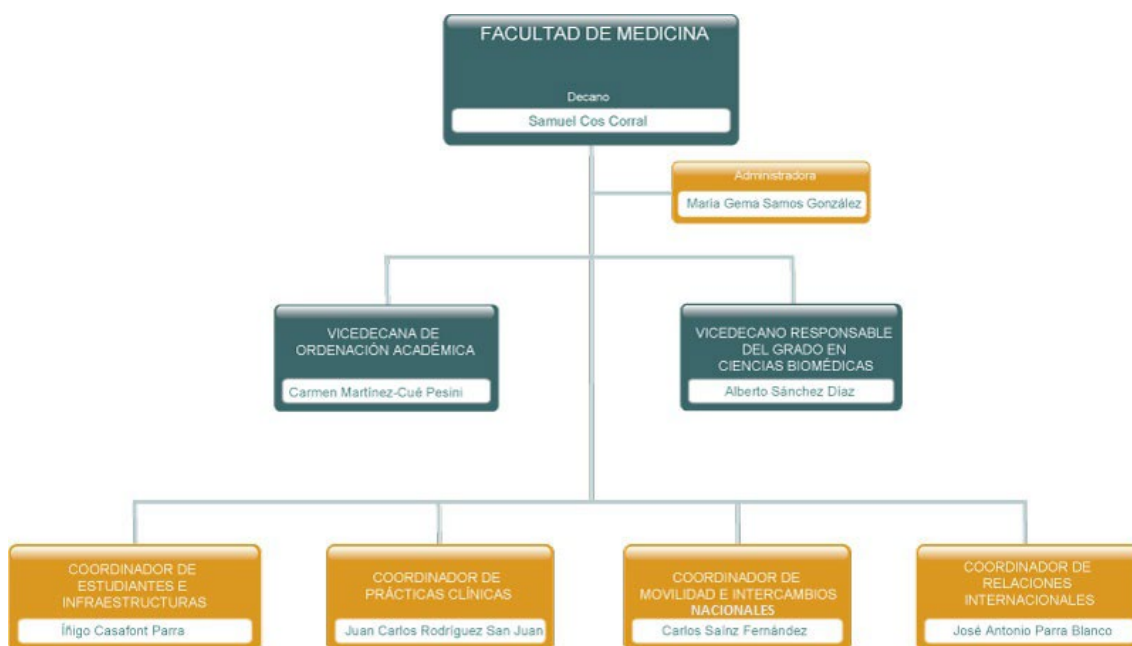 FACULTAD DE MEDICINA
Decano
Samuel Cos Corral
Administradora
María Gema Samos González
VICEDECANA DE
ORDENACIÓN ACADÉMICA
Carmen Martínez-Cué Pesini
VICEDECANO RESPONSABLE
DEL GRADO EN
CIENCIAS BIOMÉDICAS
Alberto Sánchez Díaz
COORDINADOR DE
ESTUDIANTES E
INFRAESTRUCTURAS
Íñigo Casafont Parra
COORDINADOR DE
PRÁCTICAS CLÍNICAS
Juan Carlos Rodríguez San Juan
COORDINADOR DE
MOVILIDAD E INTERCAMBIOS
NACIONALES
Carlos Sainz Fernández
COORDINADOR DE
RELACIONES
INTERNACIONALES
José Antonio Parra Blanco